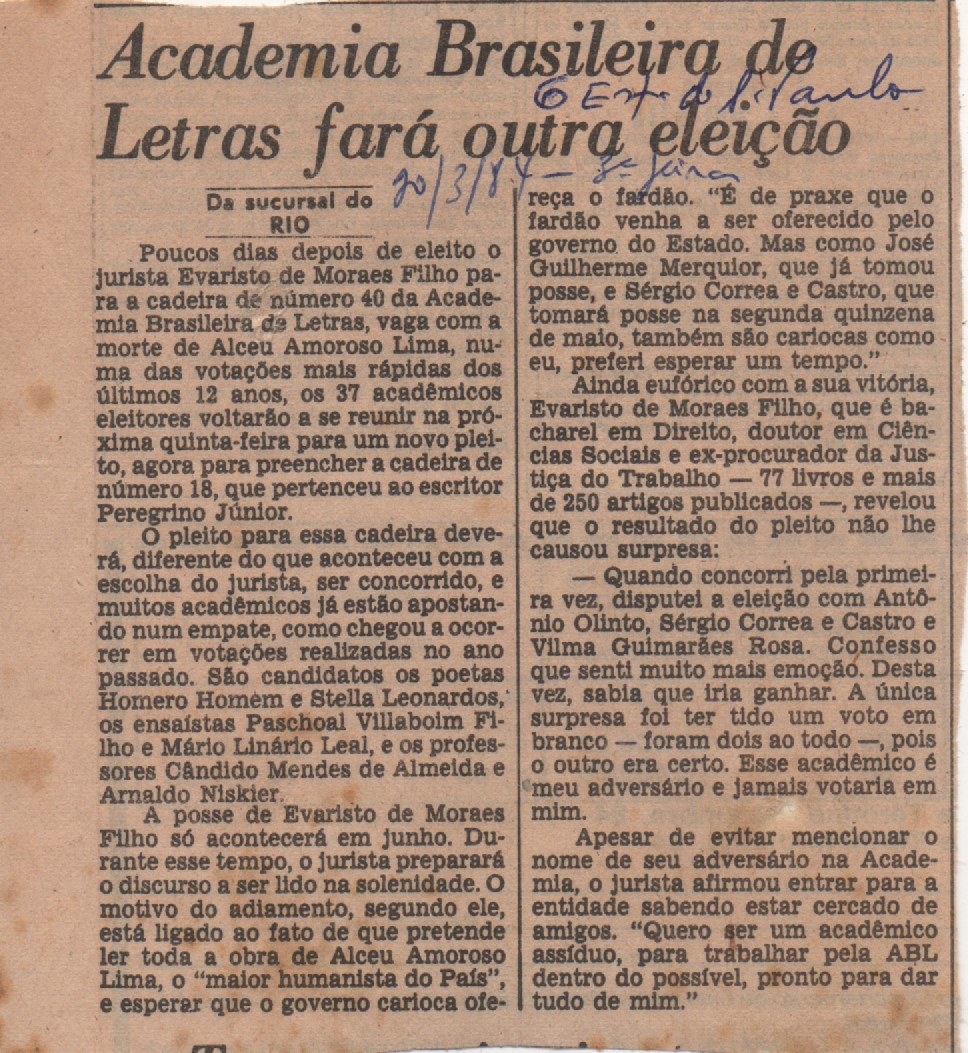 Academia Brasileira de
Letras fará outra eleição
O Estado de S. Paulo
20/3/84 - 3ª feira
Da sucursal do
RIO
Poucos dias depois de eleito o
jurista Evaristo de Moraes Filho pa-
ra a cadeira de número 40 da Acade-
mia Brasileira de Letras, vaga com a
morte de Alceu Amoroso Lima, nu-
ma das votações mais rápidas dos
últimos 12 anos, os 37 acadêmicos
eleitores voltarão a se reunir na pró-
xima quinta-feira para um novo plei-
to, agora para preencher a cadeira de
número 18, que pertenceu ao escritor
Peregrino Júnior.
O pleito para essa cadeira deve-
rá, diferente do que aconteceu com a
escolha do jurista, ser concorrido, e
muitos acadêmicos já estão apostan-
do num empate, como chegou a ocor-
rer em votações realizadas no ano
passado. São candidatos os poetas
Homero Homem e Stella Leonardos,
os ensaístas Paschoal Villaboim Fi-
lho e Mário Linário Leal, e os profes-
sores Cândido Mendes de Almeida e
Arnaldo Niskier.
A posse de Evaristo de Moraes
Filho só acontecerá em junho. Du-
rante esse tempo, o jurista preparará
o discurso a ser lido na solenidade. O
motivo do adiamento, segundo ele,
está ligado ao fato de que pretende
ler toda a obra de Alceu Amoroso
Lima, o "maior humanista do País",
e esperar que o governo carioca ofe-
reça o fardão. "É de praxe que o
fardão venha a ser oferecido pelo
governo do Estado. Mas como José
Guilherme Merquior, que já tomou
posse, e Sérgio Correa e Castro, que
tomará posse na segunda quinzena
de maio, também são cariocas como
eu, preferi esperar um tempo."
Ainda eufórico com a sua vitória,
Evaristo de Moraes Filho, que é ba-
charel em Direito, doutor em Ciên-
cias Sociais e ex-procurador da Jus-
tiça do Trabalho — 77 livros e mais
de 250 artigos publicados —, revelou
que o resultado do pleito não lhe
causou surpresa:
— Quando concorri pela primei-
ra vez, disputei a eleição com Antô-
nio Olinto, Sérgio Correa e Castro e
Vilma Guimarães Rosa. Confesso
que senti muito mais emoção. Desta
vez, sabia que iria ganhar. A única
surpresa foi ter tido um voto em
branco — foram dois ao todo —, pois
o outro era certo. Esse acadêmico é
meu adversário e jamais votaria em
mim.
Apesar de evitar mencionar o
nome de seu adversário na Acade-
mia, o jurista afirmou entrar para a
entidade sabendo estar cercado de
amigos. "Quero ser um acadêmico
assíduo, para trabalhar pela ABL
dentro do possível, pronto para dar
tudo de mim."